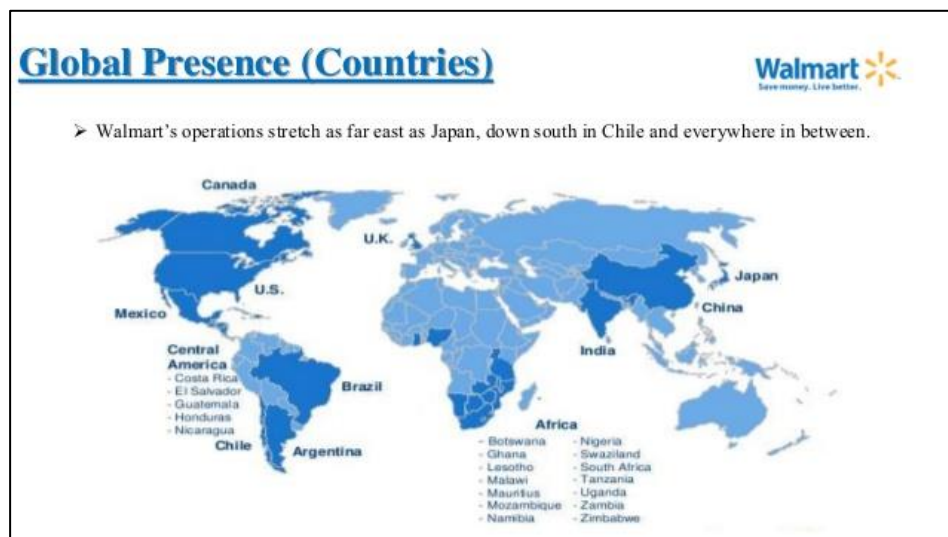 Global Presence (Countries)
Walmart
Save money. Live better.
➢ Walmart's operations stretch as far east as Japan, down south in Chile and everywhere in between.
Canada
U.K.
U.S.
Japan
Mexico
China
India
Central
America
- Costa Rica
- El Salvador
- Guatemala
- Honduras
- Nicaragua
Brazil
Chile
Argentina
Africa
- Botswana
- Ghana
- Lesotho
- Malawi
- Mauritius
- Mozambique
- Namibia
- Nigeria
- Swaziland
- South Africa
- Tanzania
- Uganda
- Zambia
- Zimbabwe